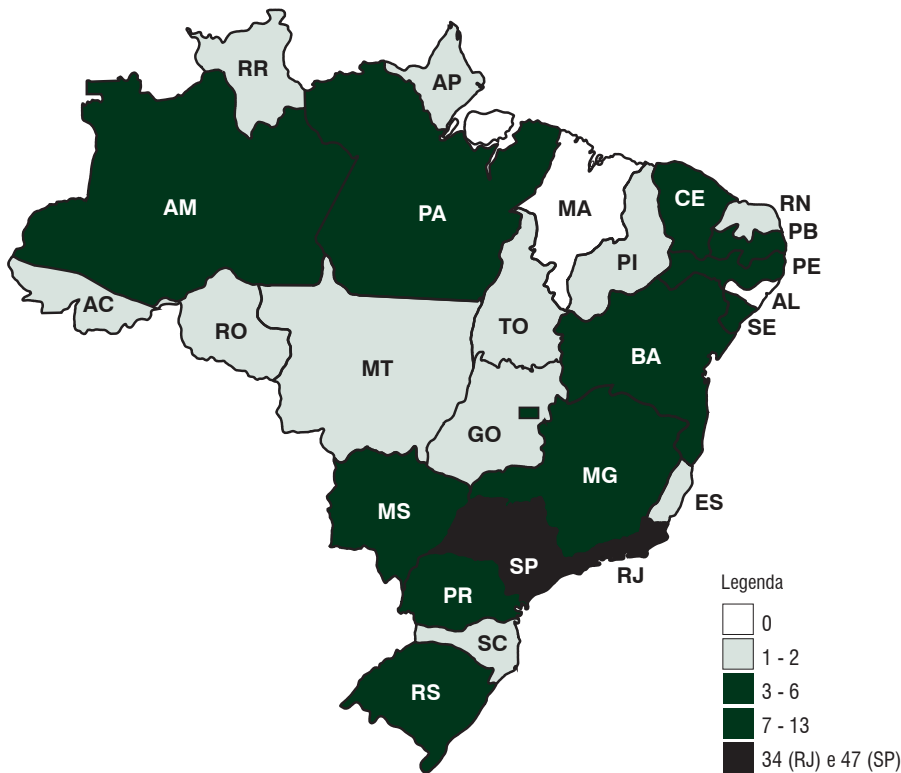 RR
AP
AM
PA
MA
CE
RN
PB
PE
AL
SE
PI
AC
RO
TO
MT
BA
GO
MG
ES
MS
SP
RJ
PR
SC
RS
Legenda
0
1 - 2
3 - 6
7 - 13
34 (RJ) e 47 (SP)